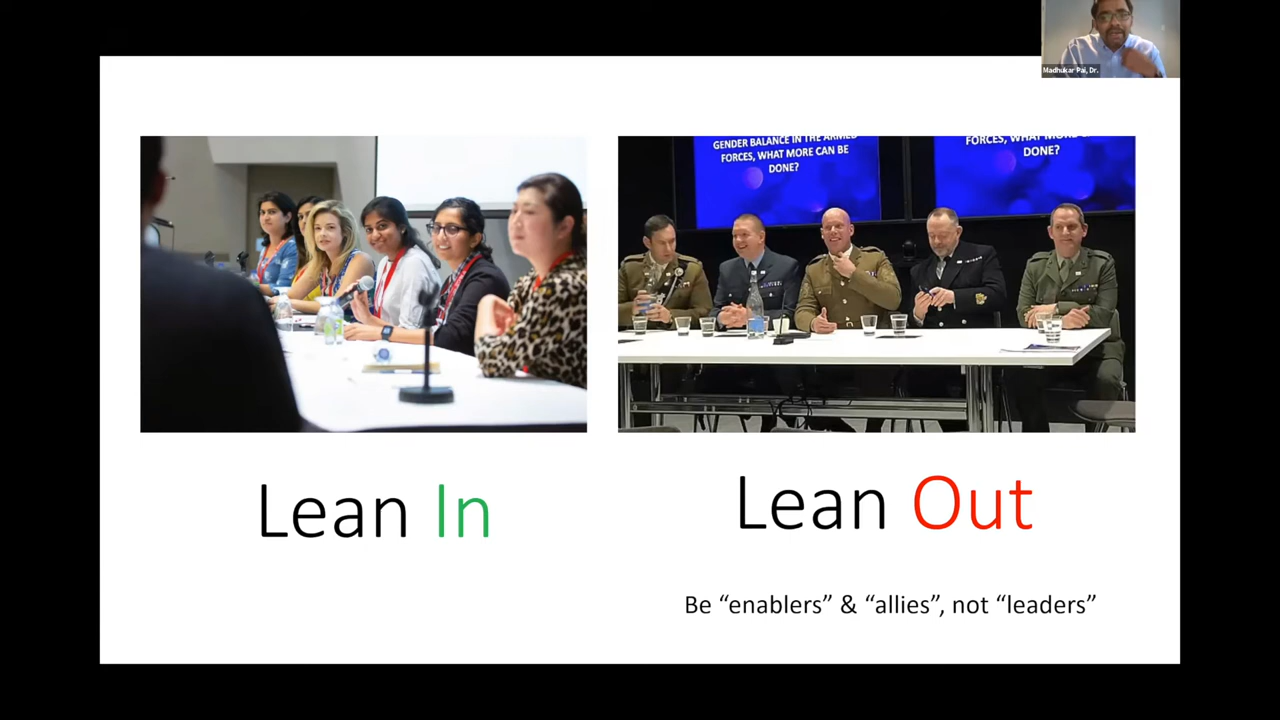 Madhukar Pai, Dr.
GENDER BALANCE IN THE ARMED
FORCES, WHAT MORE CAN BE
DONE?
FORCES, WHAT MORE C
DONE?
Lean In
Lean Out
Be “enablers” & “allies”, not “leaders”